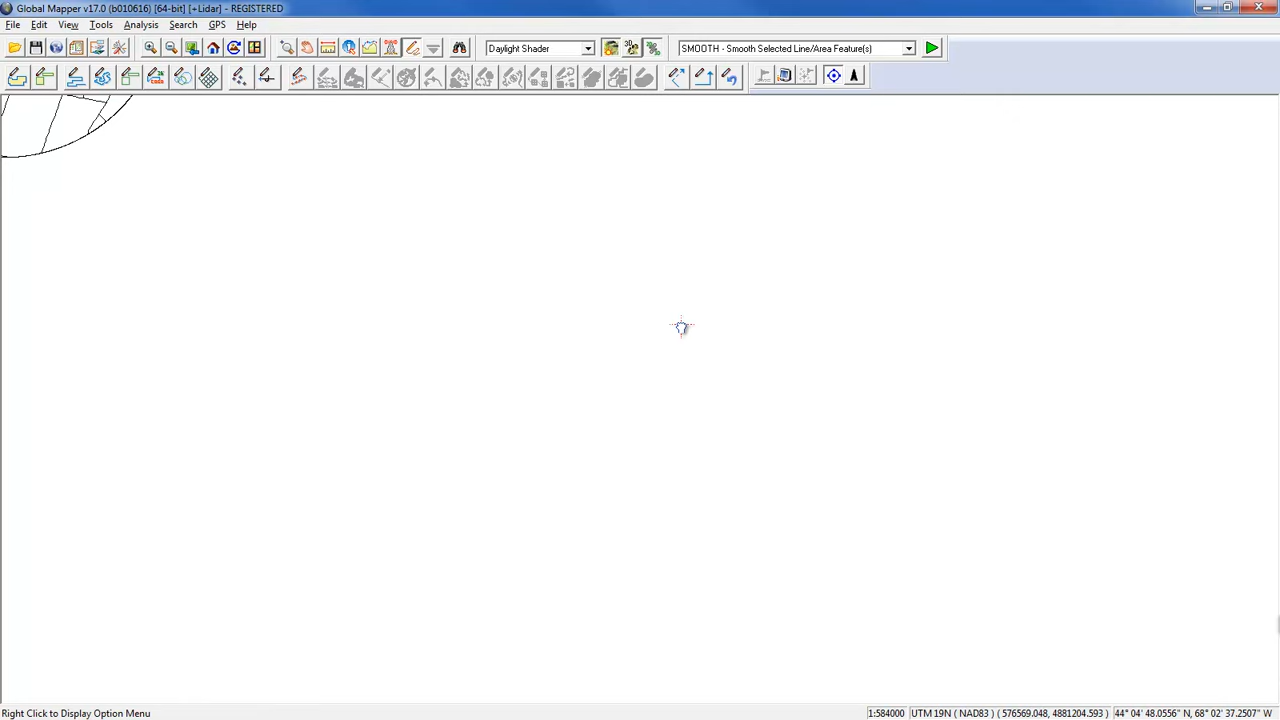 Global Mapper v17.0 (b010616) [64-bit] [+Lidar] - REGISTERED
File Edit View Tools Analysis Search GPS Help
Daylight Shader SMOOTH - Smooth Selected Line/Area Feature(s)
Right Click to Display Option Menu 1:584000 UTM 19N ( NAD83 ) ( 576569.048, 4881204.593 ) 44° 04' 48.0556" N, 68° 02' 37.2507" W